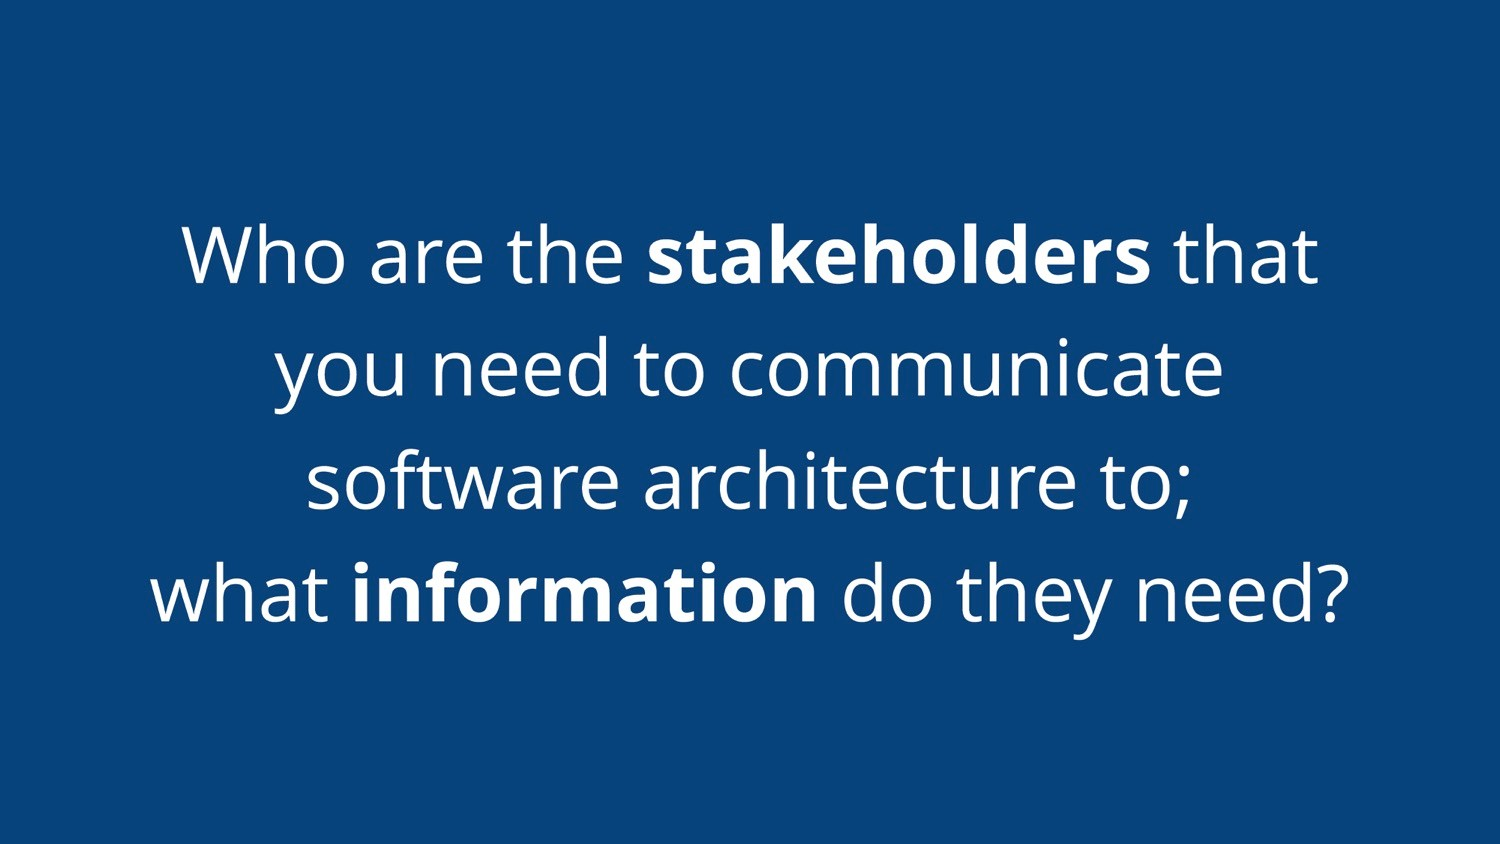 Who are the stakeholders that
you need to communicate
software architecture to;
what information do they need?